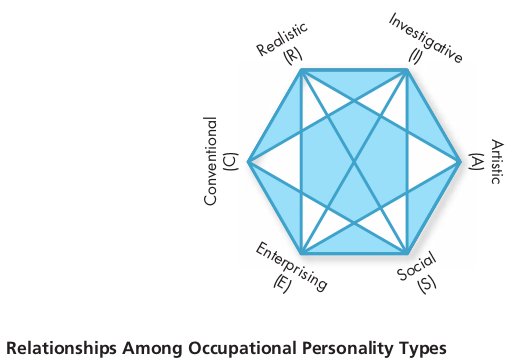 Realistic
(R)
Investigative
(I)
Conventional
(C)
Artistic
(A)
Enterprising
(E)
Social
(S)
Relationships Among Occupational Personality Types